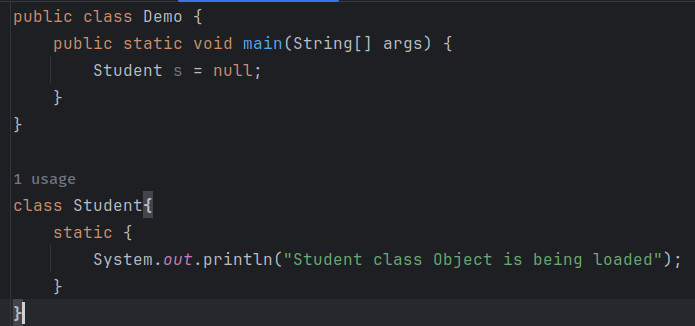 public class Demo {
    public static void main(String[] args) {
        Student s = null;
    }
}
1 usage
class Student{
    static {
        System.out.println("Student class Object is being loaded");
    }
}